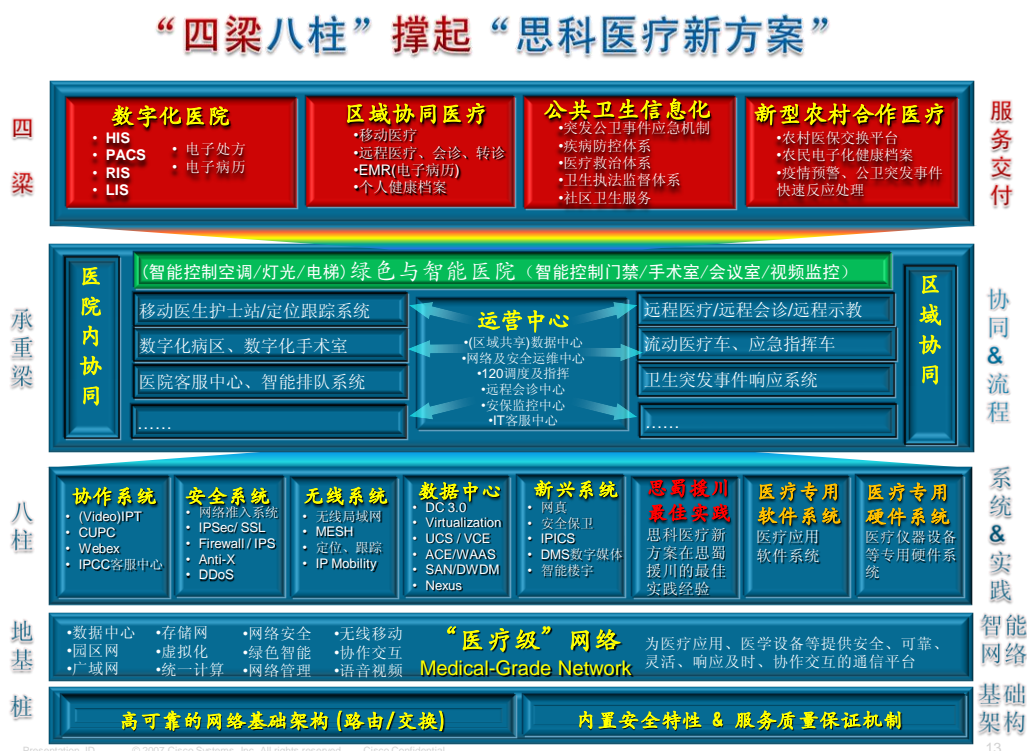 “四梁八柱”撑起“思科医疗新方案”
四
梁
数字化医院
• HIS
• PACS
• RIS
• LIS
• 电子处方
• 电子病历
区域协同医疗
•移动医疗
•远程医疗、会诊、转诊
•EMR(电子病历)
•个人健康档案
公共卫生信息化
•突发公卫事件应急机制
•疾病防控体系
•医疗救治体系
•卫生执法监督体系
•社区卫生服务
新型农村合作医疗
•农村医保交换平台
•农民电子化健康档案
•疫情预警、公卫突发事件
快速反应处理
服
务
交
付
承
重
梁
医
院
内
协
同
(智能控制空调/灯光/电梯)绿色与智能医院（智能控制门禁/手术室/会议室/视频监控）
移动医生护士站/定位跟踪系统
数字化病区、数字化手术室
医院客服中心、智能排队系统
……
运营中心
•(区域共享)数据中心
•网络及安全运维中心
•120调度及指挥
•远程会诊中心
•安保监控中心
•IT客服中心
远程医疗/远程会诊/远程示教
流动医疗车、应急指挥车
卫生突发事件响应系统
……
区
域
协
同
协
同
&
流
程
八
柱
协作系统
• (Video)IPT
• CUPC
• Webex
• IPCC客服中心
安全系统
• 网络准入系统
• IPSec/ SSL
• Firewall / IPS
• Anti-X
• DDoS
无线系统
• 无线局域网
• MESH
• 定位、跟踪
• IP Mobility
数据中心
• DC 3.0
• Virtualization
• UCS / VCE
• ACE/WAAS
• SAN/DWDM
• Nexus
新兴系统
• 网真
• 安全保卫
• IPICS
• DMS数字媒体
• 智能楼宇
思蜀援川
最佳实践
思科医疗新
方案在思蜀
援川的最佳
实践经验
医疗专用
软件系统
医疗应用
软件系统
医疗专用
硬件系统
医疗仪器设备
等专用硬件系
统
系
统
&
实
践
地
基
•数据中心
•园区网
•广域网
•存储网
•虚拟化
•统一计算
•网络安全
•绿色智能
•网络管理
•无线移动
•协作交互
•语音视频
“医疗级”网络
Medical-Grade Network
为医疗应用、医学设备等提供安全、可靠、
灵活、响应及时、协作交互的通信平台
智能
网络
桩
高可靠的网络基础架构 (路由/交换)
内置安全特性 & 服务质量保证机制
基础
架构
Presentation_ID
© 2007 Cisco Systems, Inc. All rights reserved.
Cisco Confidential
13